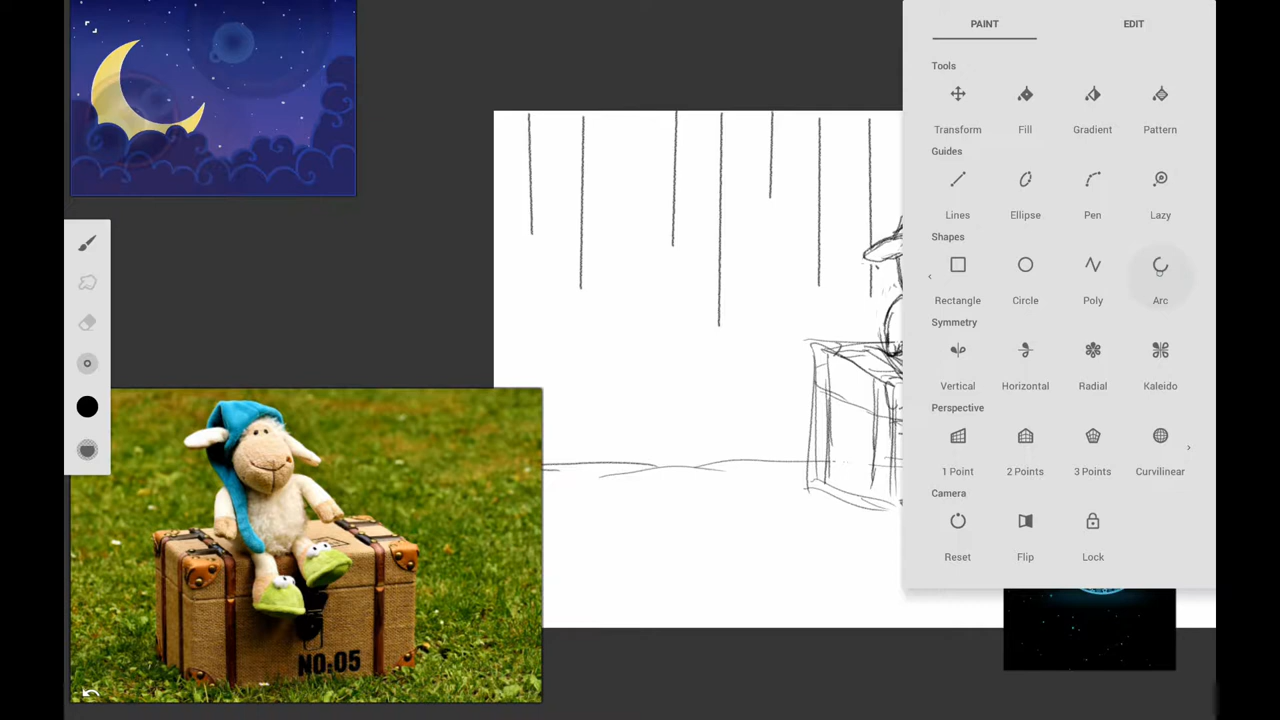 PAINT EDIT
Tools
Transform Fill Gradient Pattern
Guides
Lines Ellipse Pen Lazy
Shapes
Rectangle Circle Poly Arc
Symmetry
Vertical Horizontal Radial Kaleido
Perspective
1 Point 2 Points 3 Points Curvilinear
Camera
Reset Flip Lock
NO:05